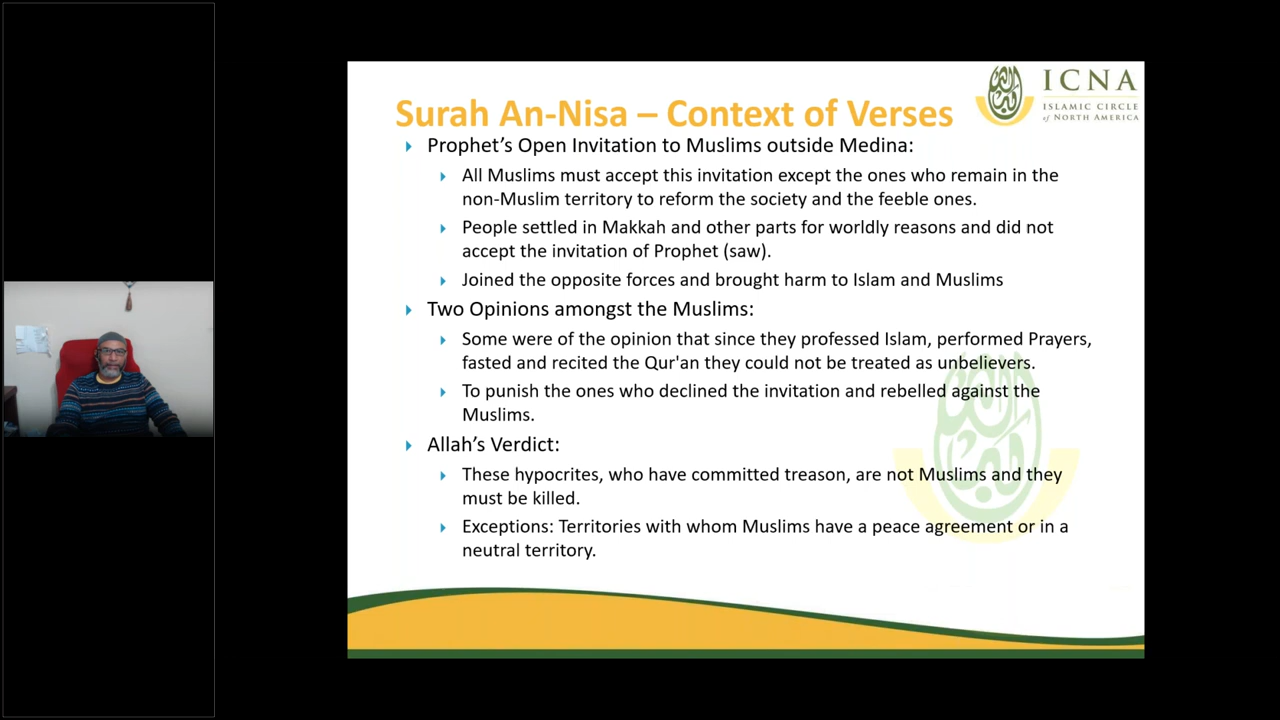 ICNA
ISLAMIC CIRCLE
of NORTH AMERICA
Surah An-Nisa – Context of Verses
Prophet's Open Invitation to Muslims outside Medina:
All Muslims must accept this invitation except the ones who remain in the
non-Muslim territory to reform the society and the feeble ones.
People settled in Makkah and other parts for worldly reasons and did not
accept the invitation of Prophet (saw).
Joined the opposite forces and brought harm to Islam and Muslims
Two Opinions amongst the Muslims:
Some were of the opinion that since they professed Islam, performed Prayers,
fasted and recited the Qur'an they could not be treated as unbelievers.
To punish the ones who declined the invitation and rebelled against the
Muslims.
Allah's Verdict:
These hypocrites, who have committed treason, are not Muslims and they
must be killed.
Exceptions: Territories with whom Muslims have a peace agreement or in a
neutral territory.